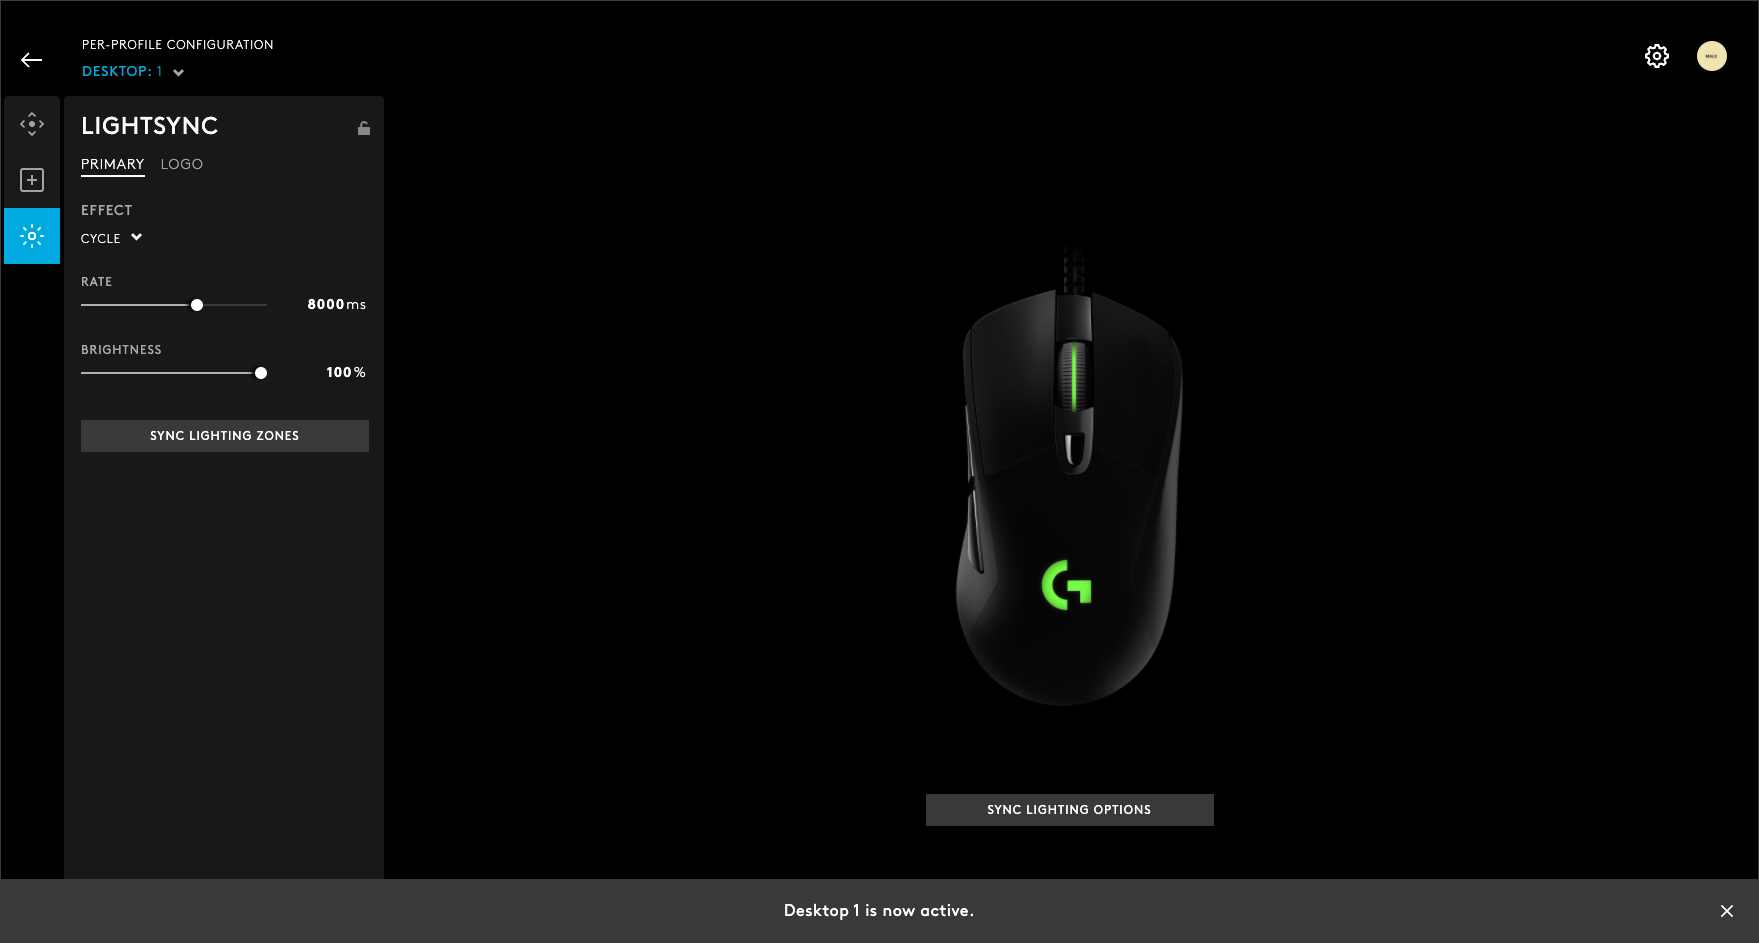 PER-PROFILE CONFIGURATION
DESKTOP: 1
LIGHTSYNC
PRIMARY LOGO
EFFECT
CYCLE
RATE
8000ms
BRIGHTNESS
100%
SYNC LIGHTING ZONES
SYNC LIGHTING OPTIONS
Desktop 1 is now active.